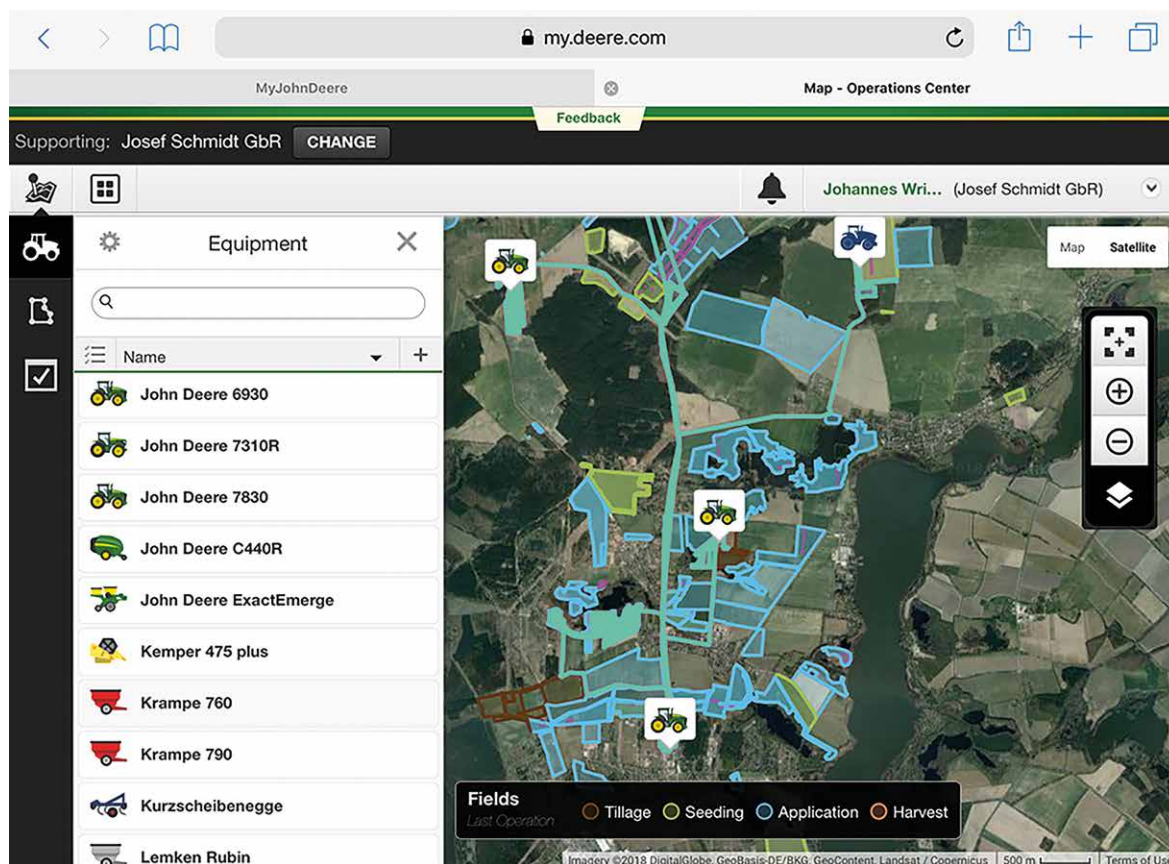 my.deere.com
MyJohnDeere
Map - Operations Center
Feedback
Supporting: Josef Schmidt GbR CHANGE
Johannes Wri... (Josef Schmidt GbR)
Equipment
Map Satellite
Name
John Deere 6930
John Deere 7310R
John Deere 7830
John Deere C440R
John Deere ExactEmerge
Kemper 475 plus
Krampe 760
Krampe 790
Kurzscheibenegge
Lemken Rubin
Fields
Last Operation
Tillage Seeding Application Harvest
Imagery ©2018 DigitalGlobe, GeoBasis-DE/BKG, GeoContent, Landsat / Copernicus 500 m Terms of